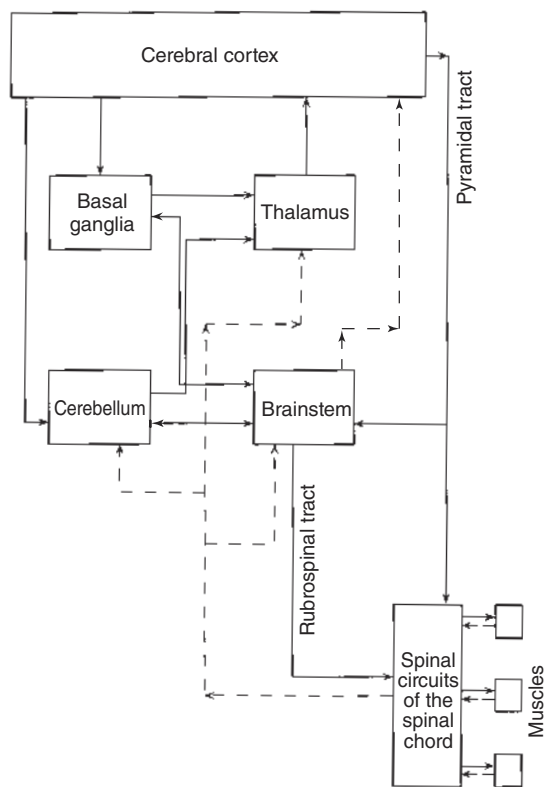 Cerebral cortex
Pyramidal tract
Basal
ganglia
Thalamus
Cerebellum
Brainstem
Rubrospinal tract
Spinal
circuits
of the
spinal
chord
Muscles